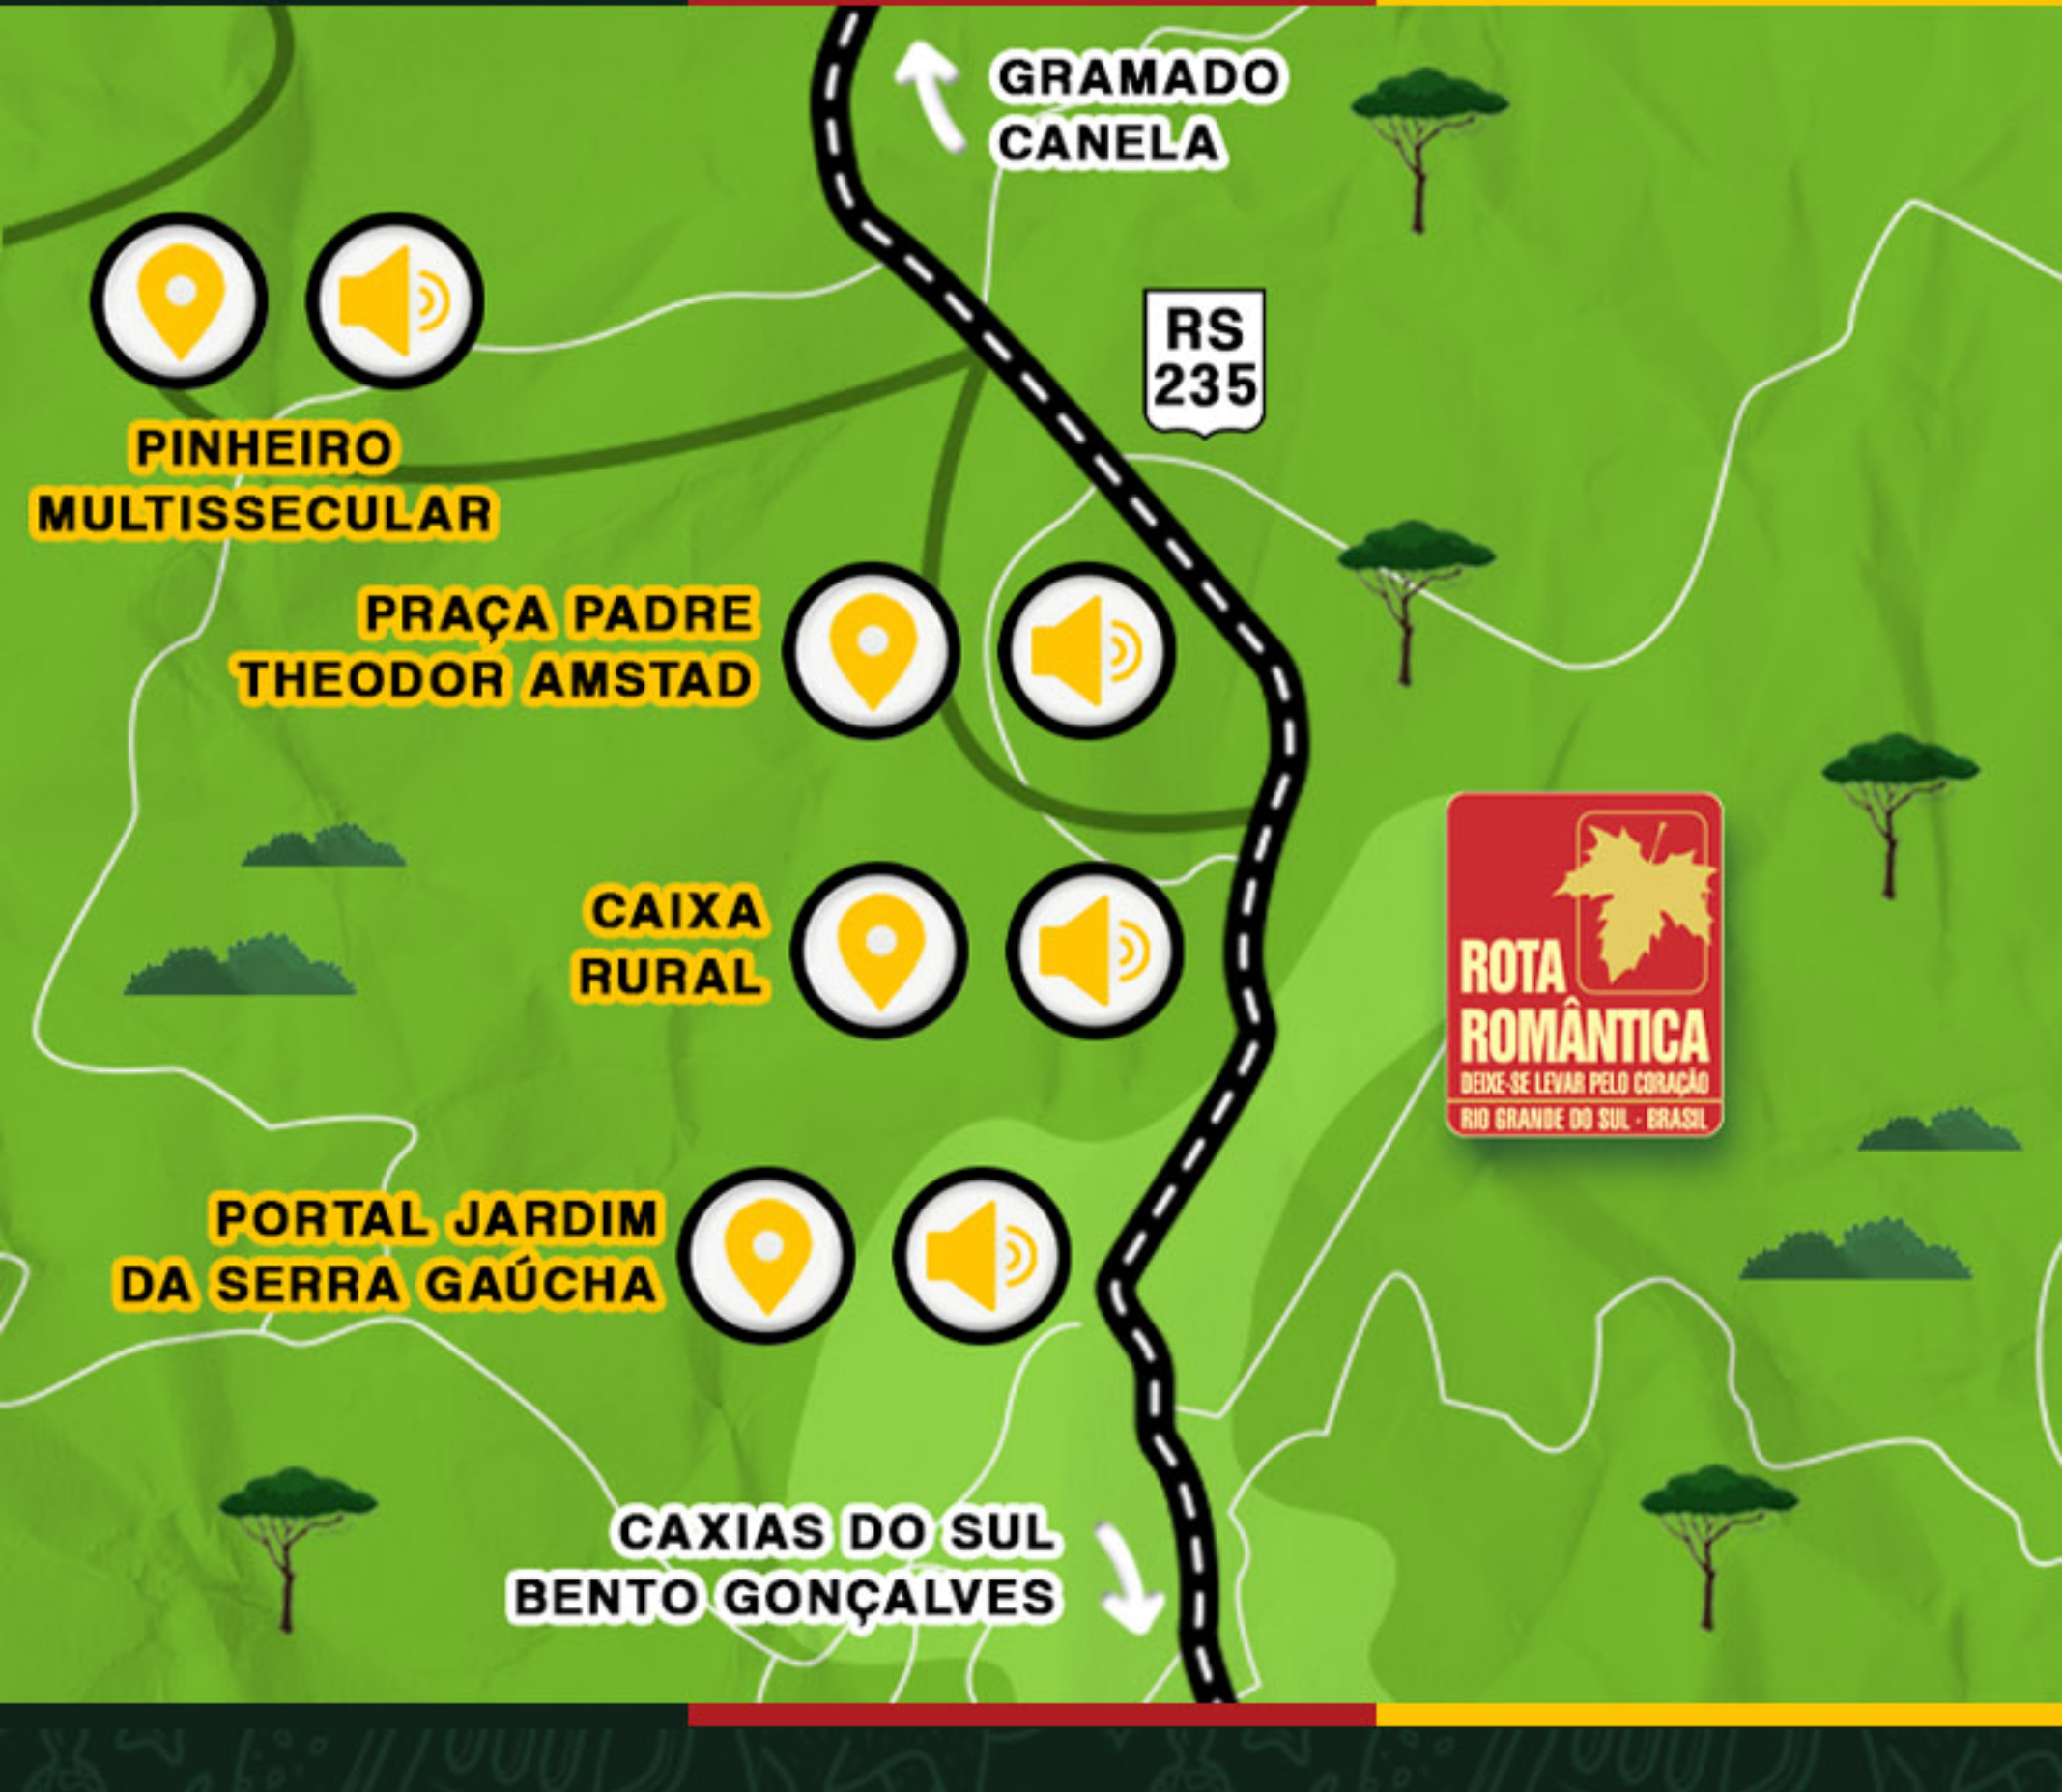 GRAMADO
CANELA
RS
235
PINHEIRO
MULTISSECULAR
PRAÇA PADRE
THEODOR AMSTAD
CAIXA
RURAL
ROTA
ROMÂNTICA
DEIXE-SE LEVAR PELO CORAÇÃO
RIO GRANDE DO SUL - BRASIL
PORTAL JARDIM
DA SERRA GAÚCHA
CAXIAS DO SUL
BENTO GONÇALVES